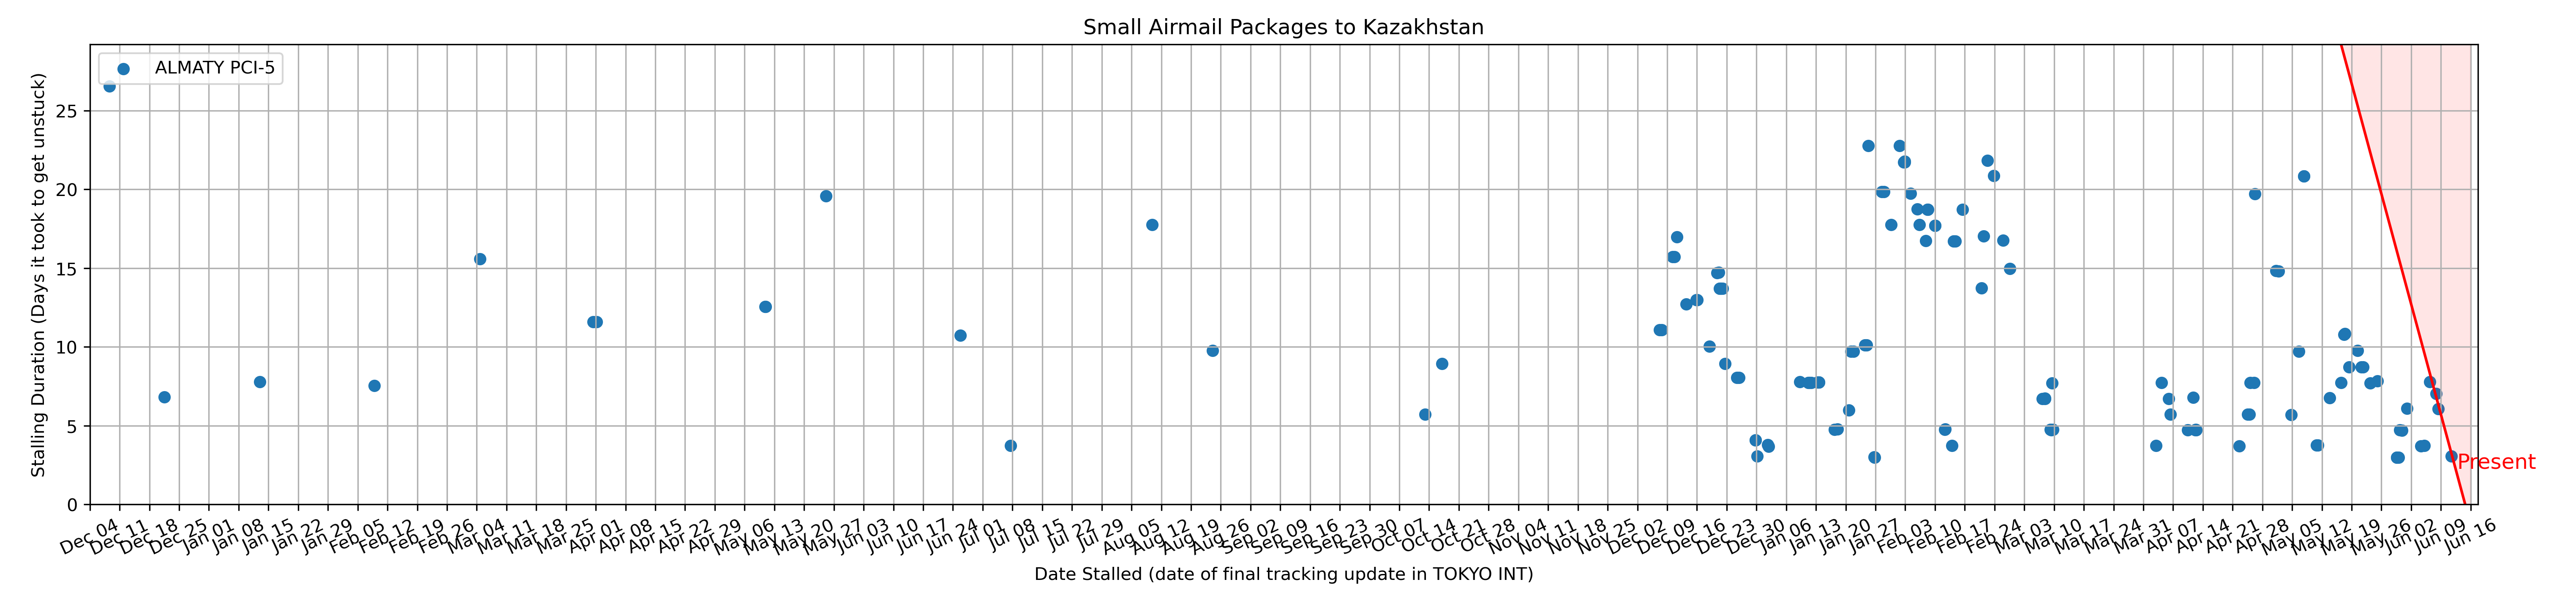 Small Airmail Packages to Kazakhstan
ALMATY PCI-5
Stalling Duration (Days it took to get unstuck)
25
20
15
10
5
0
Present
Dec 04
Dec 11
Dec 18
Dec 25
Jan 01
Jan 08
Jan 15
Jan 22
Jan 29
Feb 05
Feb 12
Feb 19
Feb 26
Mar 04
Mar 11
Mar 18
Mar 25
Apr 01
Apr 08
Apr 15
Apr 22
Apr 29
May 06
May 13
May 20
May 27
Jun 03
Jun 10
Jun 17
Jun 24
Jul 01
Jul 08
Jul 15
Jul 22
Jul 29
Aug 05
Aug 12
Aug 19
Aug 26
Sep 02
Sep 09
Sep 16
Sep 23
Sep 30
Oct 07
Oct 14
Oct 21
Oct 28
Nov 04
Nov 11
Nov 18
Nov 25
Dec 02
Dec 09
Dec 16
Dec 23
Dec 30
Jan 06
Jan 13
Jan 20
Jan 27
Feb 03
Feb 10
Feb 17
Feb 24
Mar 03
Mar 10
Mar 17
Mar 24
Mar 31
Apr 07
Apr 14
Apr 21
Apr 28
May 05
May 12
May 19
May 26
Jun 02
Jun 09
Jun 16
Date Stalled (date of final tracking update in TOKYO INT)